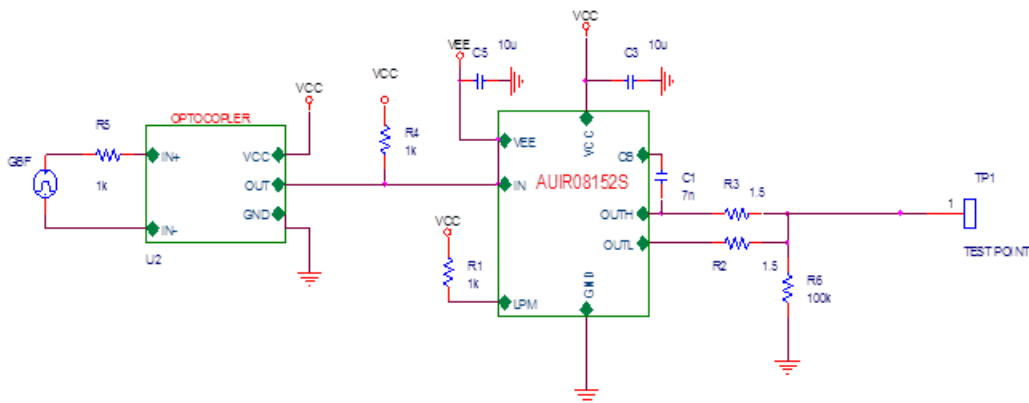 VCC
VEE
C5
10u
C3
10u
VCC
VCC
OPTOCOPLER
R5
1k
GBF
IN+
IN-
VCC
OUT
GND
U2
R4
1k
VEE
VCC
CB
IN
AUIR08152S
OUTH
OUTL
GND
LPM
C1
7n
R3
1.5
R2
1.5
R6
100k
VCC
R1
1k
TP1
1
TEST POINT